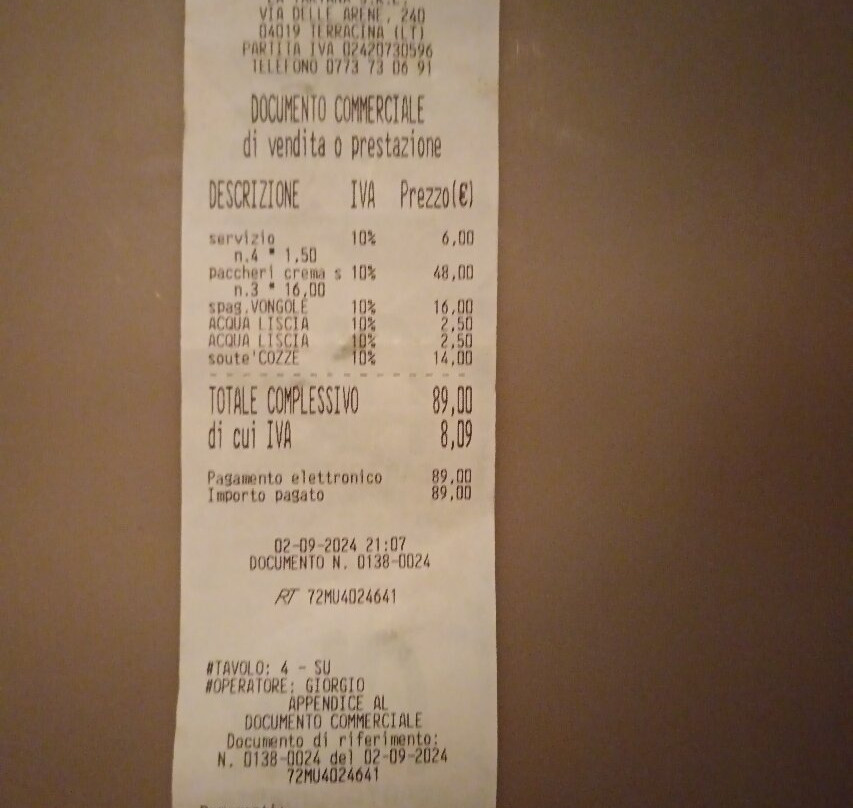 VIA DELLE ARENE, 240
04019 TERRACINA (LT)
PARTITA IVA 02420730596
TELEFONO 0773 73 06 91
DOCUMENTO COMMERCIALE
di vendita o prestazione
DESCRIZIONE IVA Prezzo(€)
servizio 10% 6,00
n.4 * 1,50
paccheri crema s 10% 48,00
n.3 * 16,00
spag.VONGOLE 10% 16,00
ACQUA LISCIA 10% 2,50
ACQUA LISCIA 10% 2,50
soute'COZZE 10% 14,00
TOTALE COMPLESSIVO 89,00
di cui IVA 8,09
Pagamento elettronico 89,00
Importo pagato 89,00
02-09-2024 21:07
DOCUMENTO N. 0138-0024
RT 72MU4024641
#TAVOLO: 4 - SU
#OPERATORE: GIORGIO
APPENDICE AL
DOCUMENTO COMMERCIALE
Documento di riferimento:
N. 0138-0024 del 02-09-2024
72MU4024641